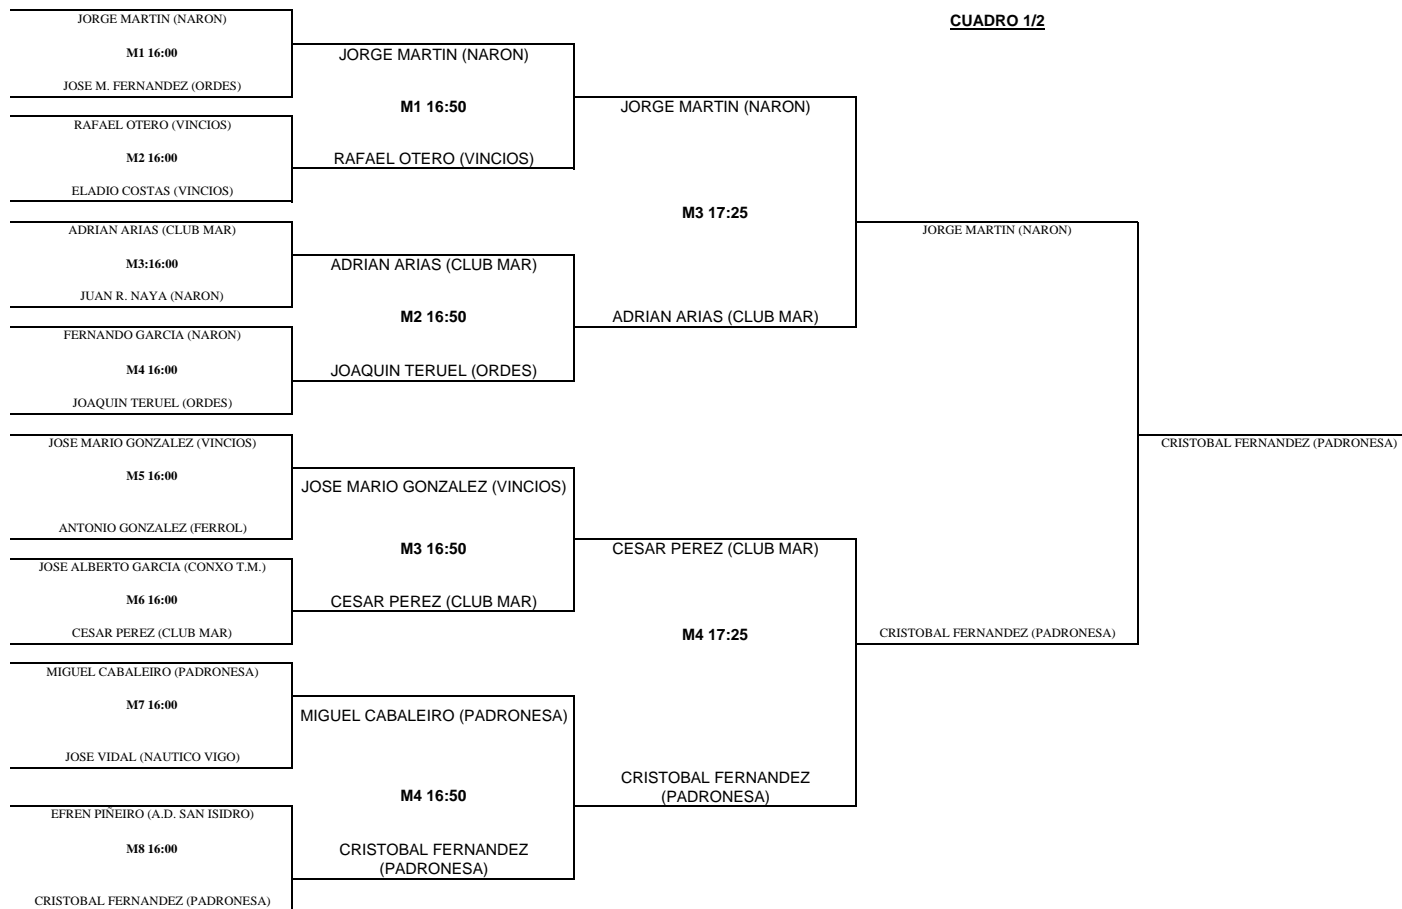 CUADRO 1/2
JORGE MARTIN (NARON)
M1 16:00
JOSE M. FERNANDEZ (ORDES)
RAFAEL OTERO (VINCIOS)
M2 16:00
ELADIO COSTAS (VINCIOS)
ADRIAN ARIAS (CLUB MAR)
M3:16:00
JUAN R. NAYA (NARON)
FERNANDO GARCIA (NARON)
M4 16:00
JOAQUIN TERUEL (ORDES)
JOSE MARIO GONZALEZ (VINCIOS)
M5 16:00
ANTONIO GONZALEZ (FERROL)
JOSE ALBERTO GARCIA (CONXO T.M.)
M6 16:00
CESAR PEREZ (CLUB MAR)
MIGUEL CABALEIRO (PADRONESA)
M7 16:00
JOSE VIDAL (NAUTICO VIGO)
EFREN PIÑEIRO (A.D. SAN ISIDRO)
M8 16:00
CRISTOBAL FERNANDEZ (PADRONESA)
JORGE MARTIN (NARON)
M1 16:50
RAFAEL OTERO (VINCIOS)
ADRIAN ARIAS (CLUB MAR)
M2 16:50
JOAQUIN TERUEL (ORDES)
JOSE MARIO GONZALEZ (VINCIOS)
M3 16:50
CESAR PEREZ (CLUB MAR)
MIGUEL CABALEIRO (PADRONESA)
M4 16:50
CRISTOBAL FERNANDEZ
(PADRONESA)
JORGE MARTIN (NARON)
M3 17:25
ADRIAN ARIAS (CLUB MAR)
CESAR PEREZ (CLUB MAR)
M4 17:25
CRISTOBAL FERNANDEZ
(PADRONESA)
JORGE MARTIN (NARON)
CRISTOBAL FERNANDEZ (PADRONESA)
CRISTOBAL FERNANDEZ (PADRONESA)